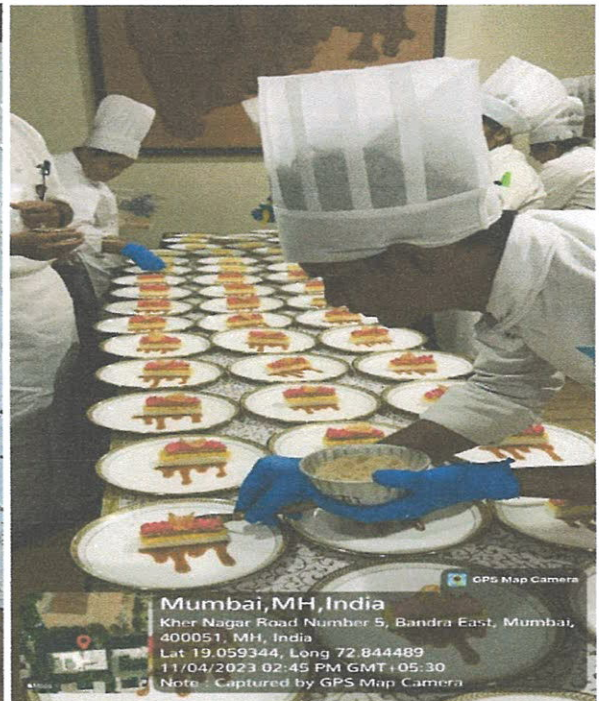 GPS Map Camera
Mumbai,MH,India
Kher Nagar Road Number 5, Bandra East, Mumbai,
400051, MH, India
Lat 19.059344, Long 72.844489
11/04/2023 02:45 PM GMT+05:30
Note : Captured by GPS Map Camera